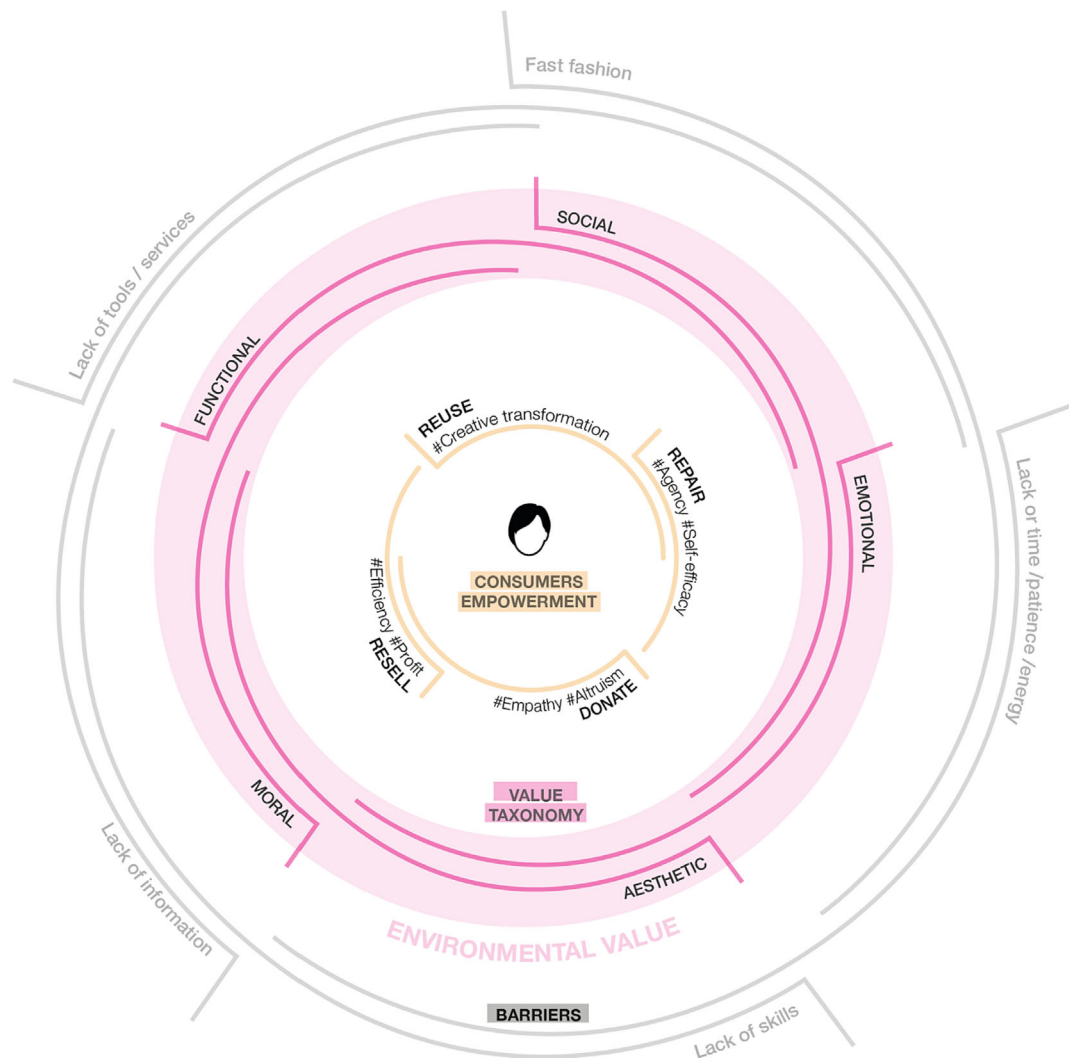 Fast fashion
Lack of tools / services
SOCIAL
FUNCTIONAL
EMOTIONAL
Lack or time /patience /energy
REUSE
#Creative transformation
REPAIR
#Agency #Self-efficacy
CONSUMERS
EMPOWERMENT
#Efficiency #Profit
RESELL
#Empathy #Altruism
DONATE
VALUE
TAXONOMY
MORAL
AESTHETIC
Lack of information
ENVIRONMENTAL VALUE
BARRIERS
Lack of skills